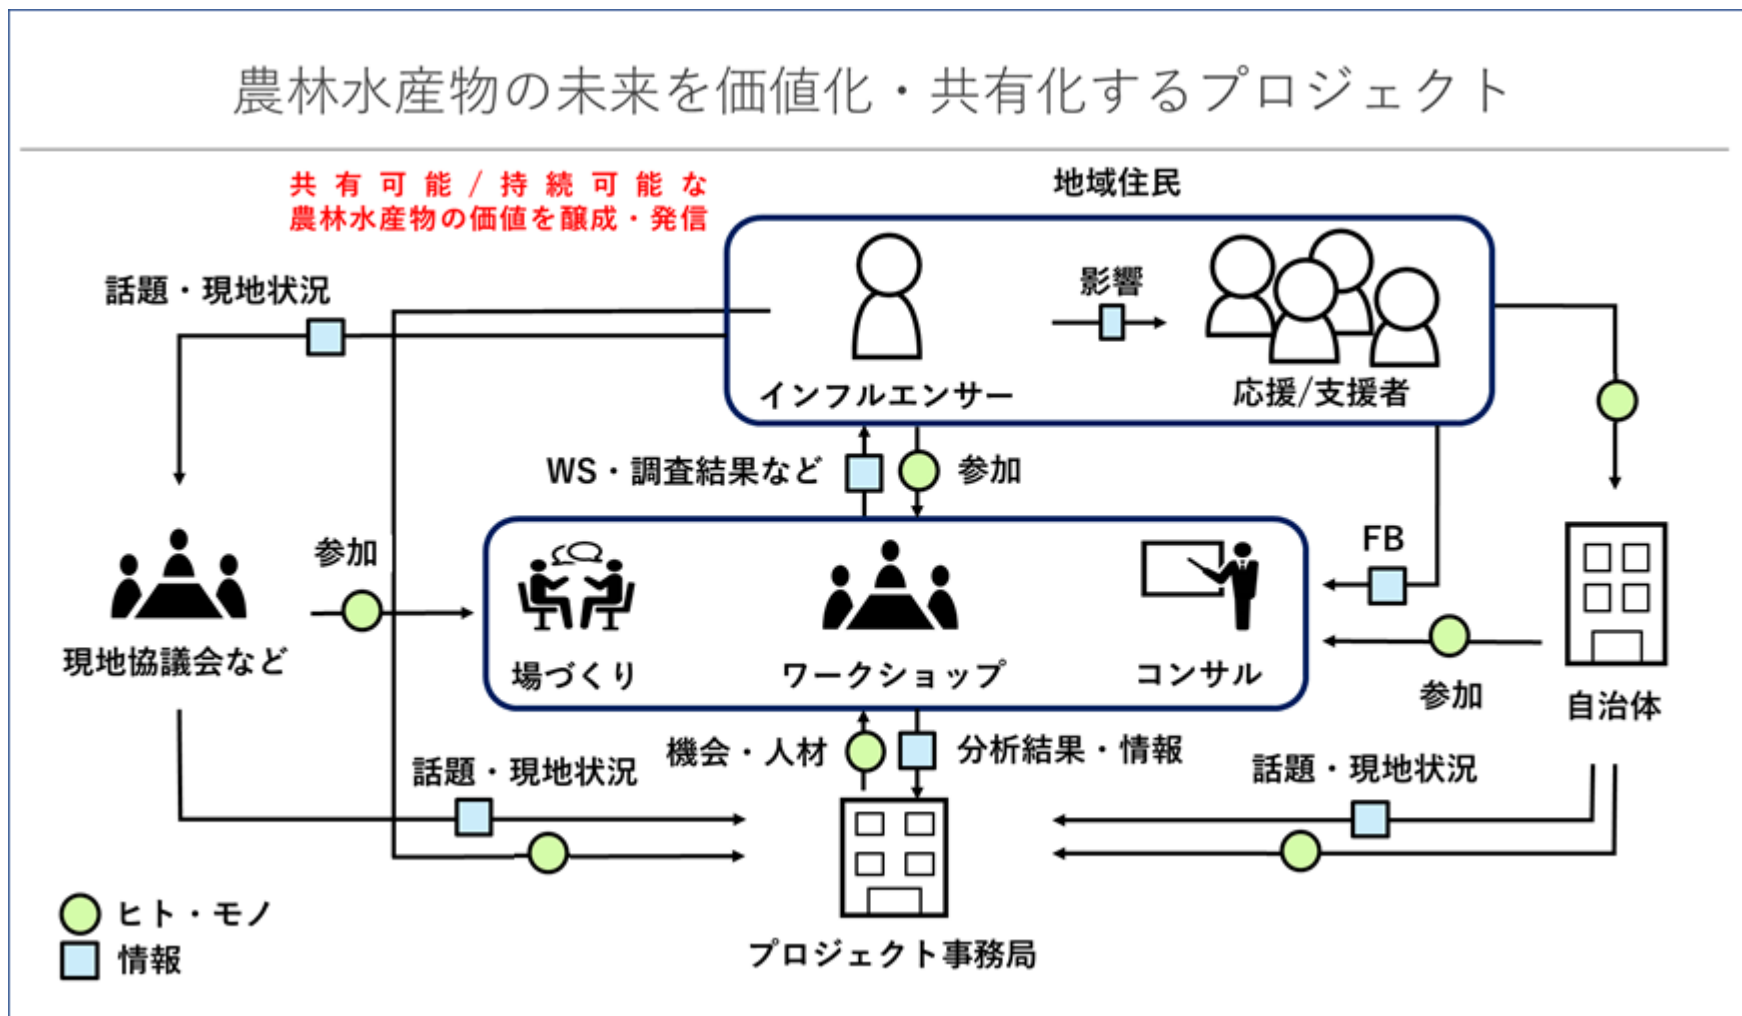 農林水産物の未来を価値化・共有化するプロジェクト
共有可能/持続可能な
農林水産物の価値を醸成・発信
地域住民
話題・現地状況
影響
インフルエンサー
応援/支援者
WS・調査結果など
参加
参加
FB
現地協議会など
場づくり
ワークショップ
コンサル
参加
自治体
機会・人材
分析結果・情報
話題・現地状況
話題・現地状況
ヒト・モノ
情報
プロジェクト事務局